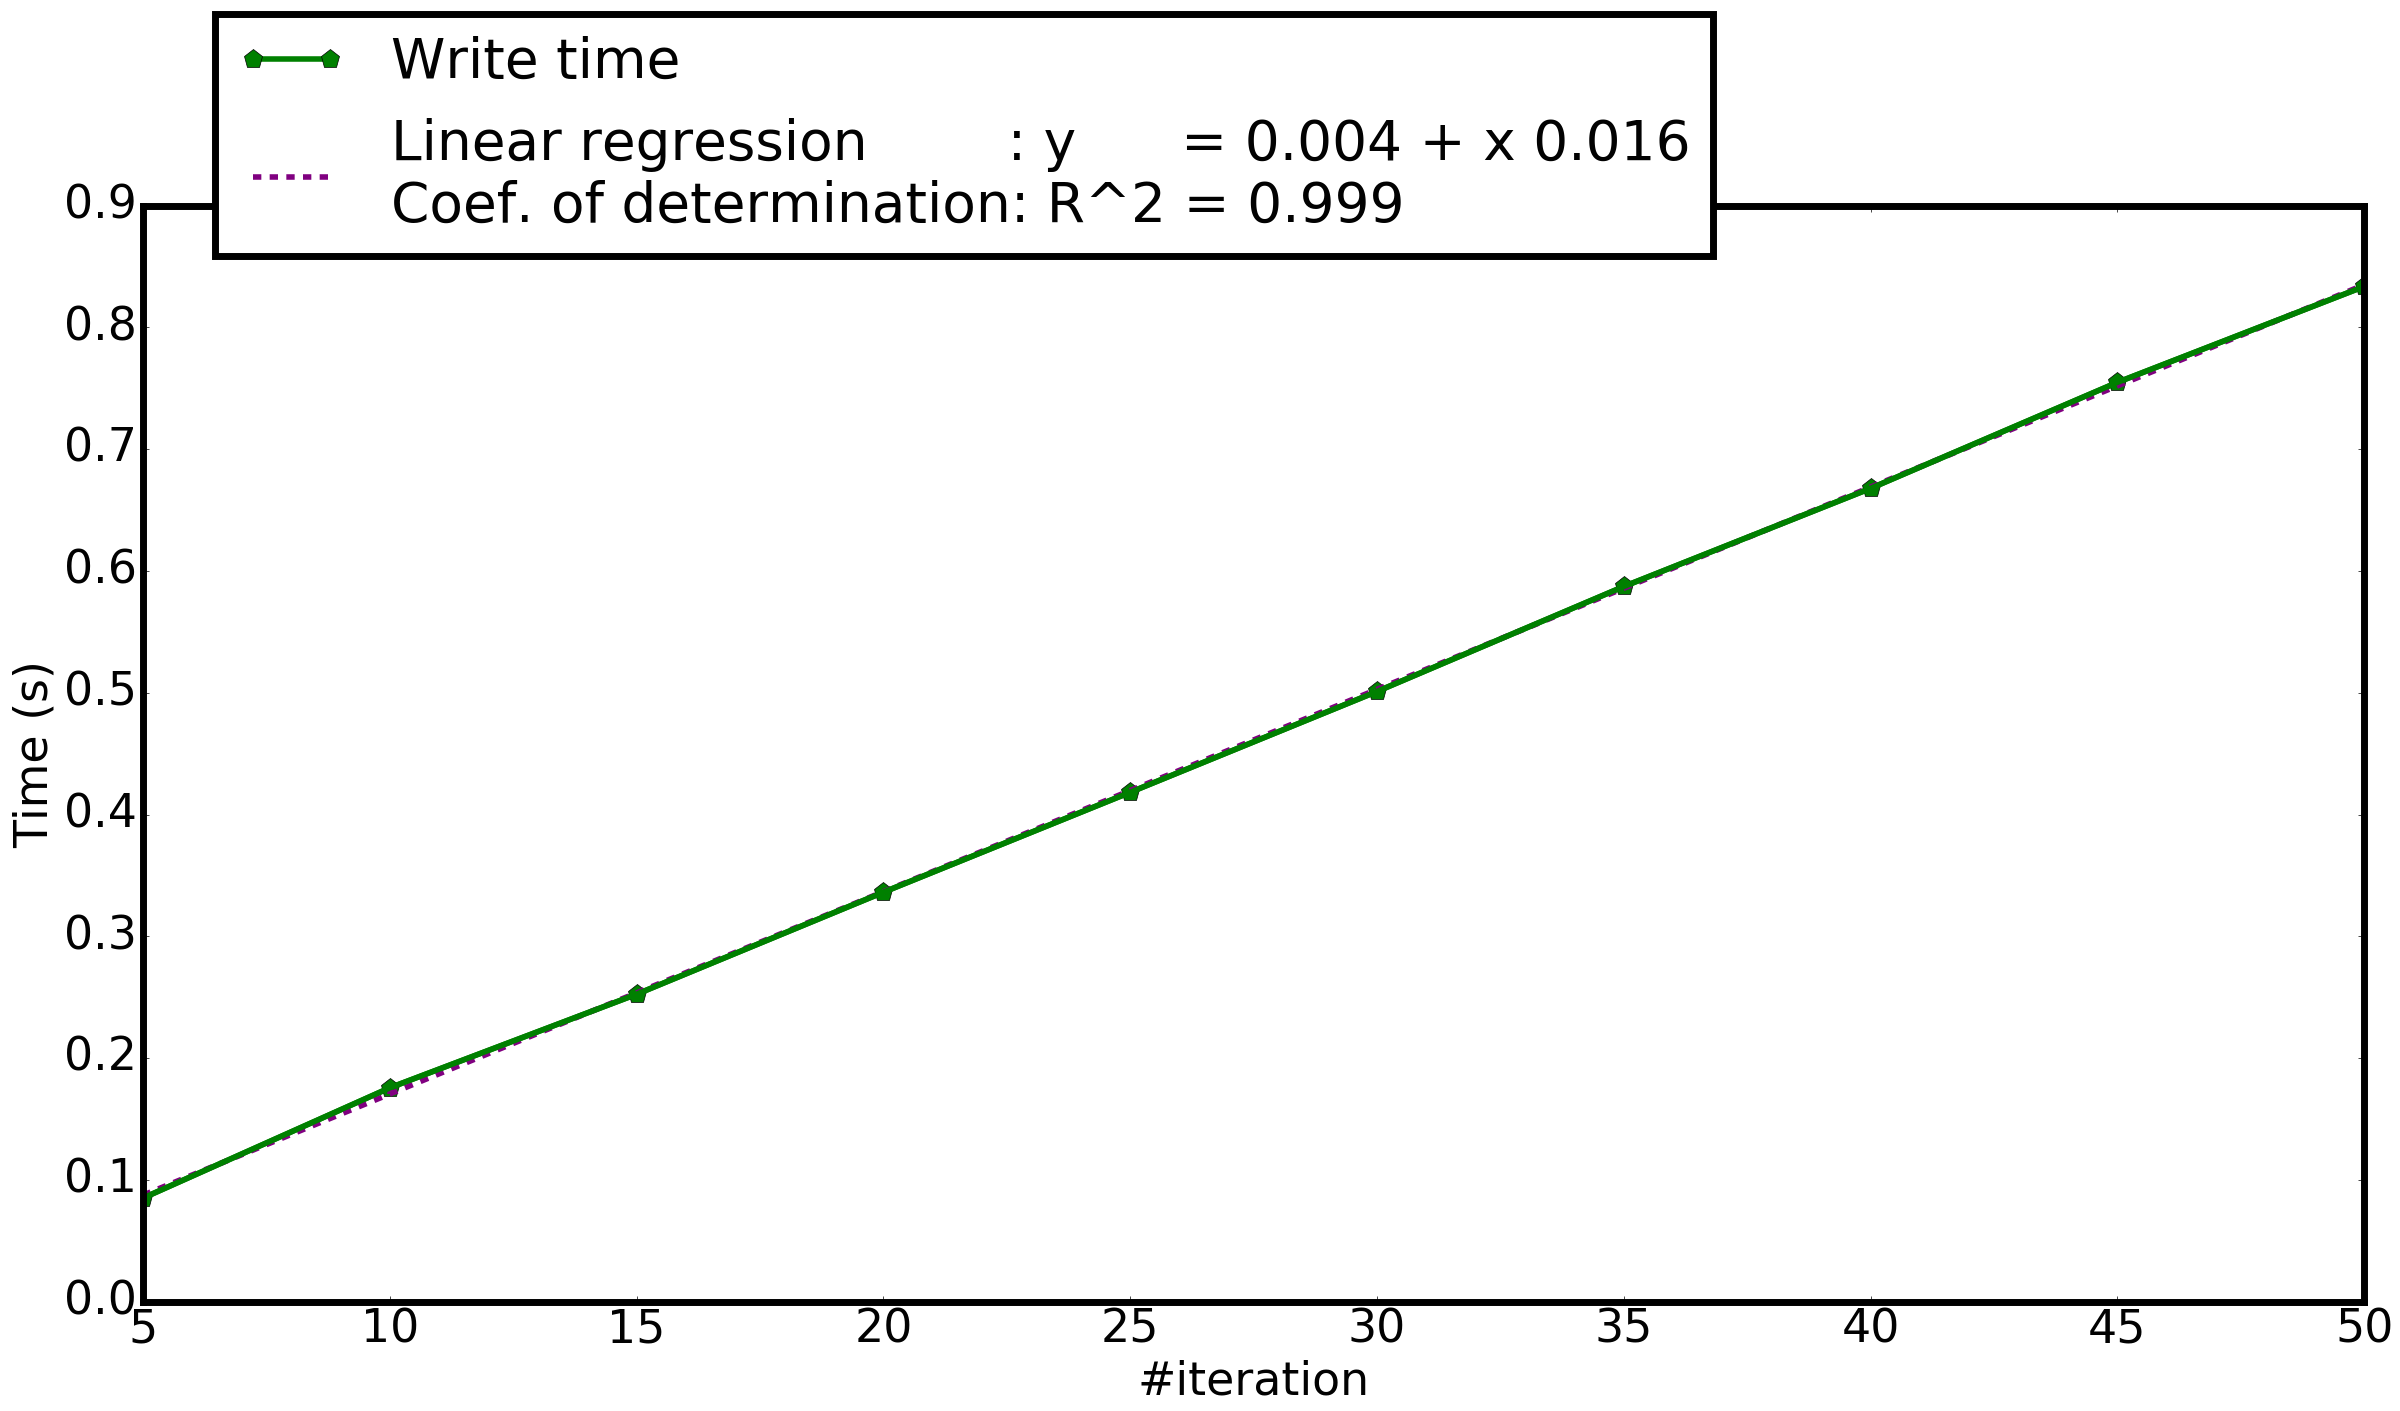 Write time
Linear regression : y = 0.004 + x 0.016
Coef. of determination: R^2 = 0.999
0.9
0.8
0.7
0.6
0.5
0.4
0.3
0.2
0.1
0.0
Time (s)
5 10 15 20 25 30 35 40 45 50
#iteration